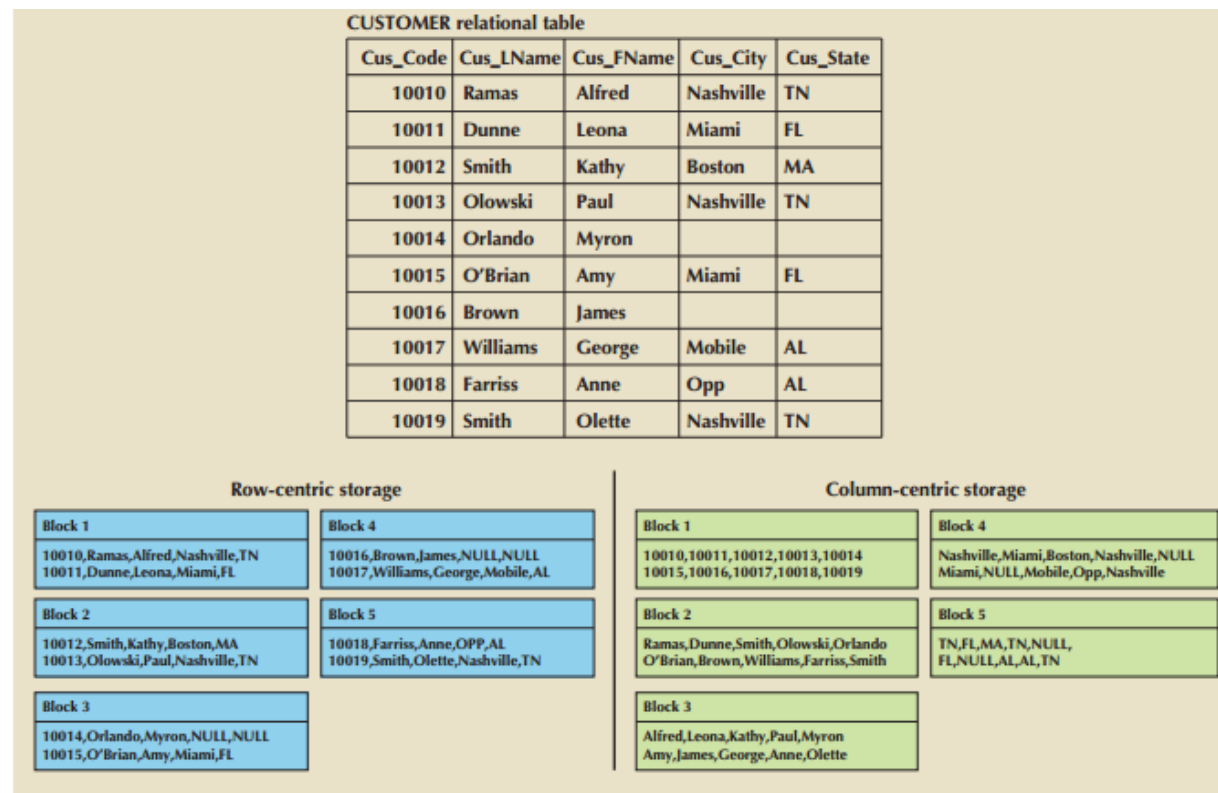 CUSTOMER relational table
Cus_Code Cus_LName Cus_FName Cus_City Cus_State
10010 Ramas Alfred Nashville TN
10011 Dunne Leona Miami FL
10012 Smith Kathy Boston MA
10013 Olowski Paul Nashville TN
10014 Orlando Myron
10015 O'Brian Amy Miami FL
10016 Brown James
10017 Williams George Mobile AL
10018 Farriss Anne Opp AL
10019 Smith Olette Nashville TN
Row-centric storage
Block 1
10010,Ramas,Alfred,Nashville,TN
10011,Dunne,Leona,Miami,FL
Block 2
10012,Smith,Kathy,Boston,MA
10013,Olowski,Paul,Nashville,TN
Block 3
10014,Orlando,Myron,NULL,NULL
10015,O'Brian,Amy,Miami,FL
Block 4
10016,Brown,James,NULL,NULL
10017,Williams,George,Mobile,AL
Block 5
10018,Farriss,Anne,OPP,AL
10019,Smith,Olette,Nashville,TN
Column-centric storage
Block 1
10010,10011,10012,10013,10014
10015,10016,10017,10018,10019
Block 2
Ramas,Dunne,Smith,Olowski,Orlando
O'Brian,Brown,Williams,Farriss,Smith
Block 3
Alfred,Leona,Kathy,Paul,Myron
Amy,James,George,Anne,Olette
Block 4
Nashville,Miami,Boston,Nashville,NULL
Miami,NULL,Mobile,Opp,Nashville
Block 5
TN,FL,MA,TN,NULL,
FL,NULL,AL,AL,TN